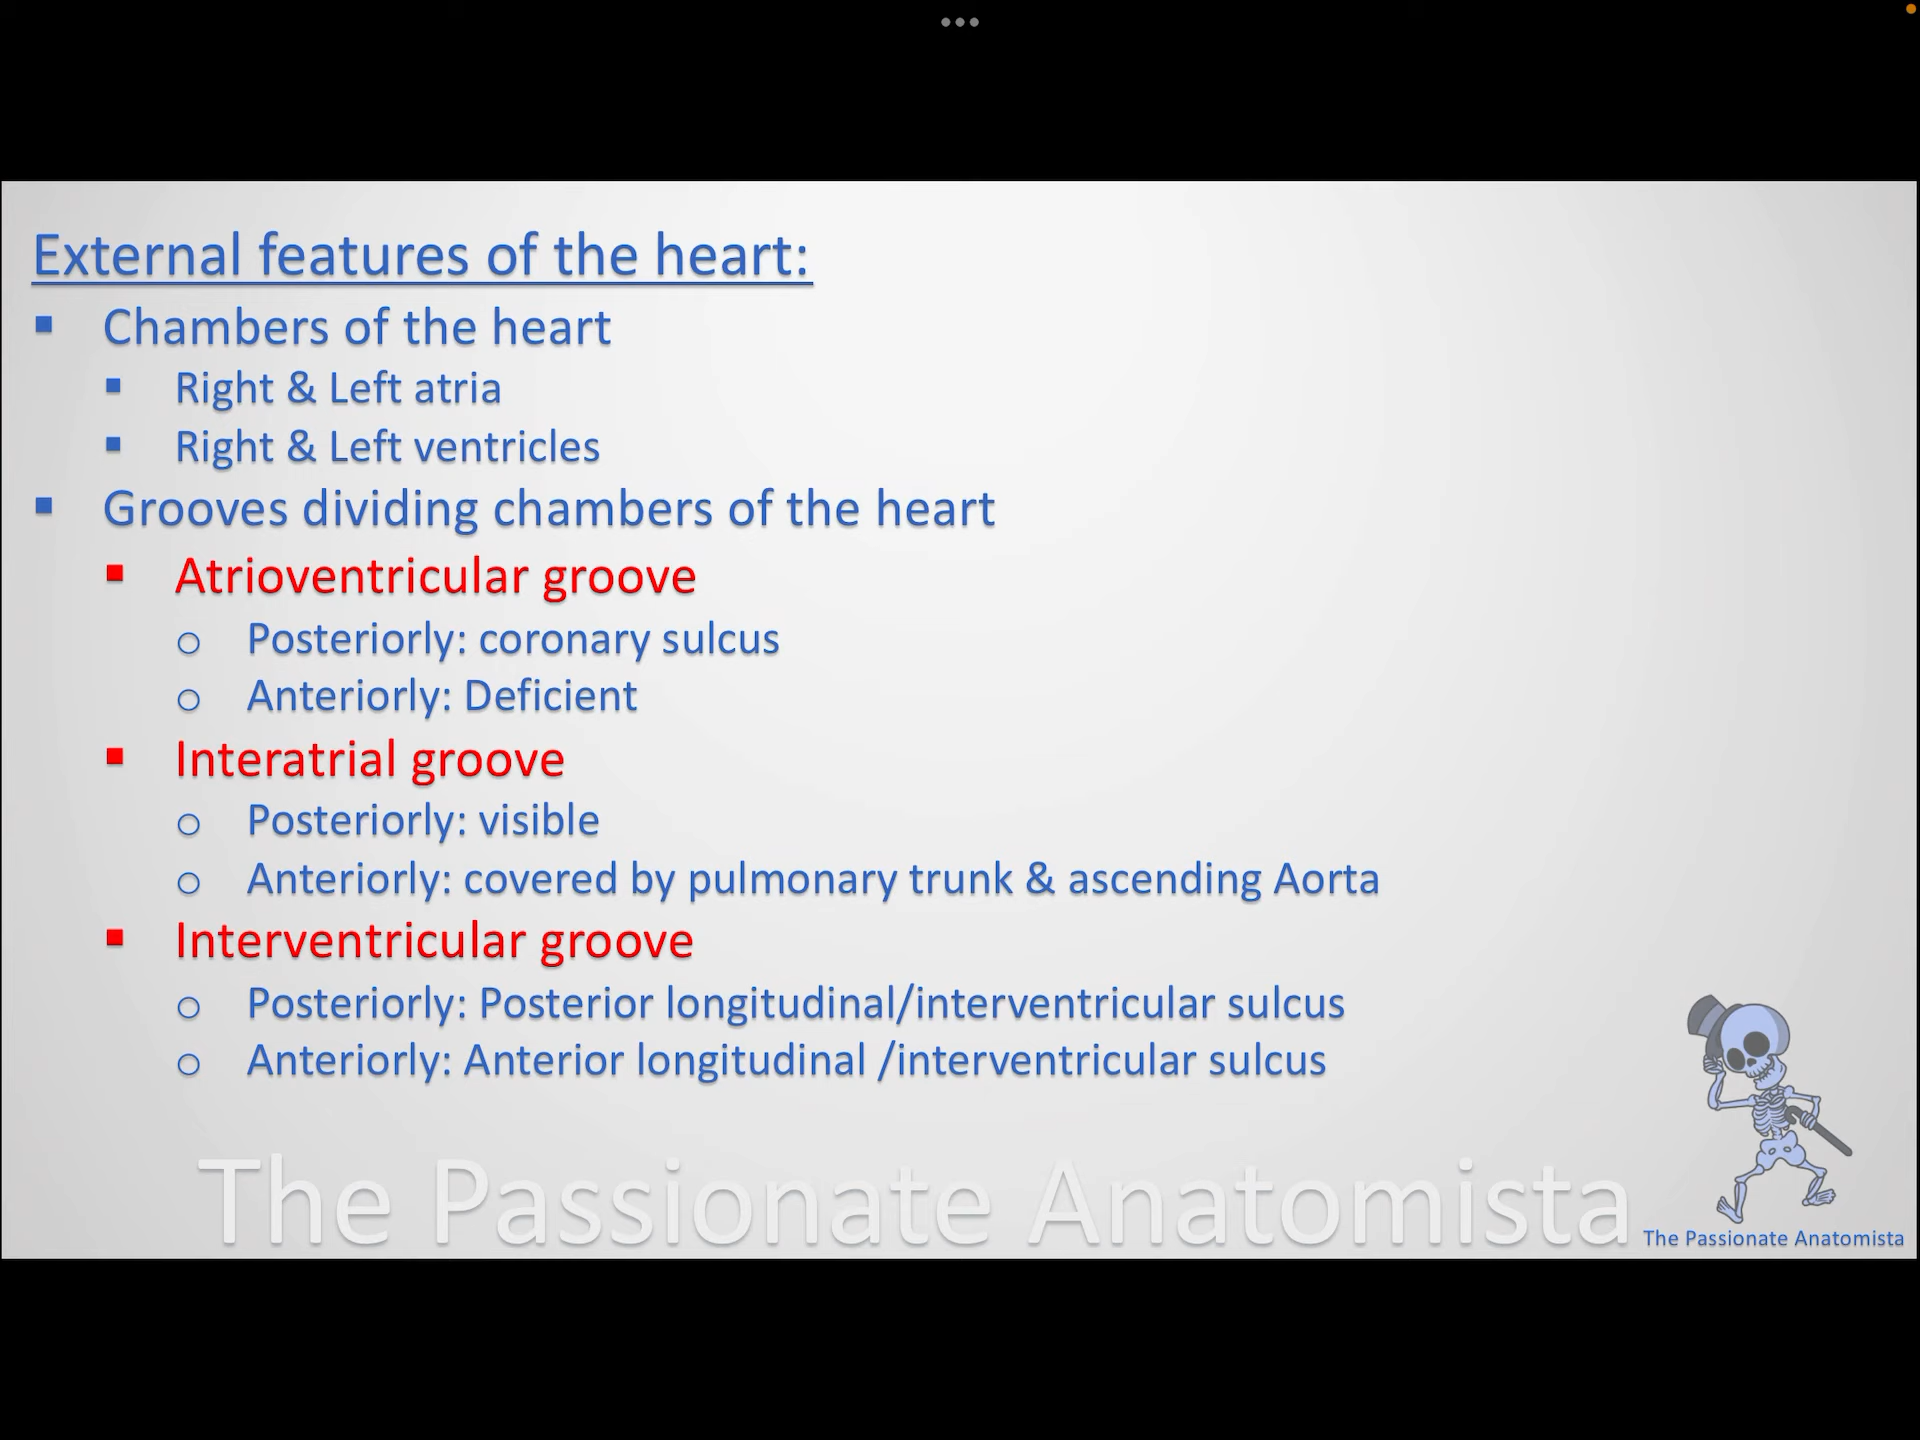 External features of the heart:
▪ Chambers of the heart
▪ Right & Left atria
▪ Right & Left ventricles
▪ Grooves dividing chambers of the heart
▪ Atrioventricular groove
o Posteriorly: coronary sulcus
o Anteriorly: Deficient
▪ Interatrial groove
o Posteriorly: visible
o Anteriorly: covered by pulmonary trunk & ascending Aorta
▪ Interventricular groove
o Posteriorly: Posterior longitudinal/interventricular sulcus
o Anteriorly: Anterior longitudinal /interventricular sulcus
The Passionate Anatomista
The Passionate Anatomista